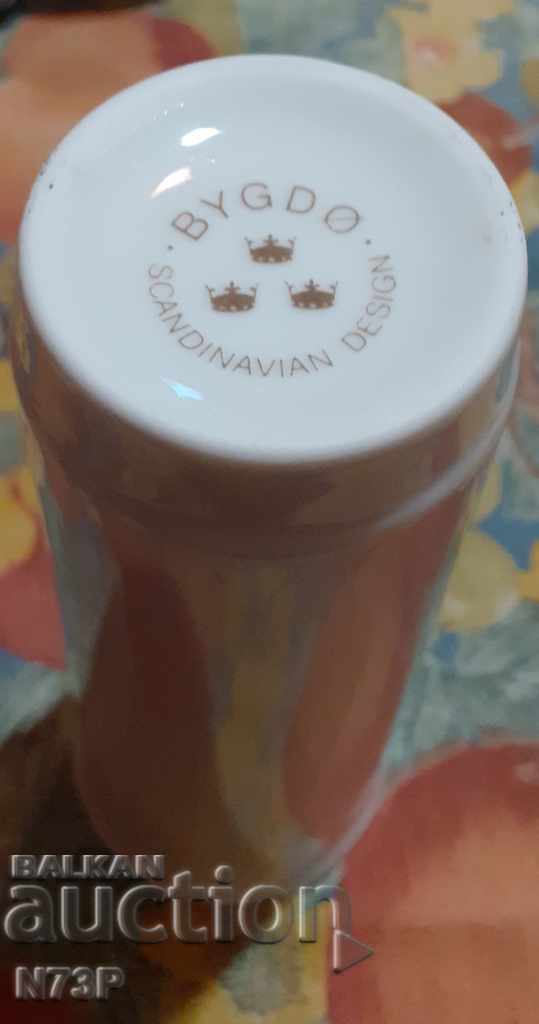 BYGDØ
SCANDINAVIAN DESIGN
BALKAN
auction
N73P